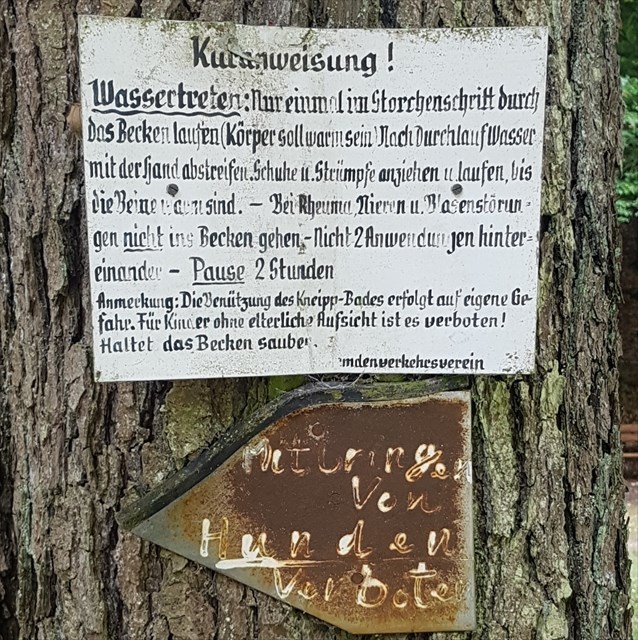 Kuranweisung!
Wassertreten: Nur einmal im Storchenschritt durch
das Becken laufen (Körper soll warm sein) Nach Durchlauf Wasser
mit der Hand abstreifen. Schuhe u. Strümpfe anziehen u. laufen, bis
die Beine warm sind. – Bei Rheuma, Nieren u. Blasenstörun-
gen nicht ins Becken gehen. – Nicht 2 Anwendungen hinter-
einander – Pause 2 Stunden
Anmerkung: Die Benützung des Kneipp-Bades erfolgt auf eigene Ge-
fahr. Für Kinder ohne elterliche Aufsicht ist es verboten!
Haltet das Becken sauber.
mdenverkehrsverein
Mitbringen
Von
Hunden
Verboten